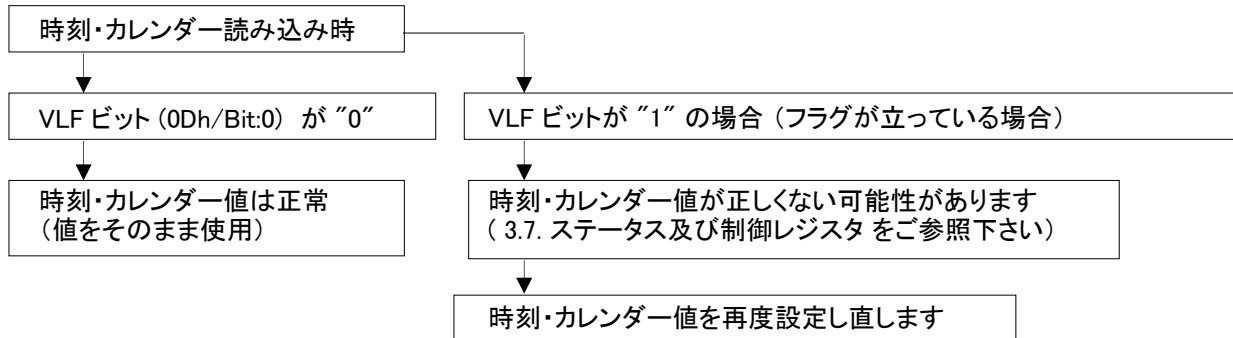 時刻・カレンダー読み込み時
VLF ビット (0Dh/Bit:0) が "0"
VLF ビットが "1" の場合 (フラグが立っている場合)
時刻・カレンダー値は正常
(値をそのまま使用)
時刻・カレンダー値が正しくない可能性があります
( 3.7. ステータス及び制御レジスタ をご参照下さい)
時刻・カレンダー値を再度設定し直します